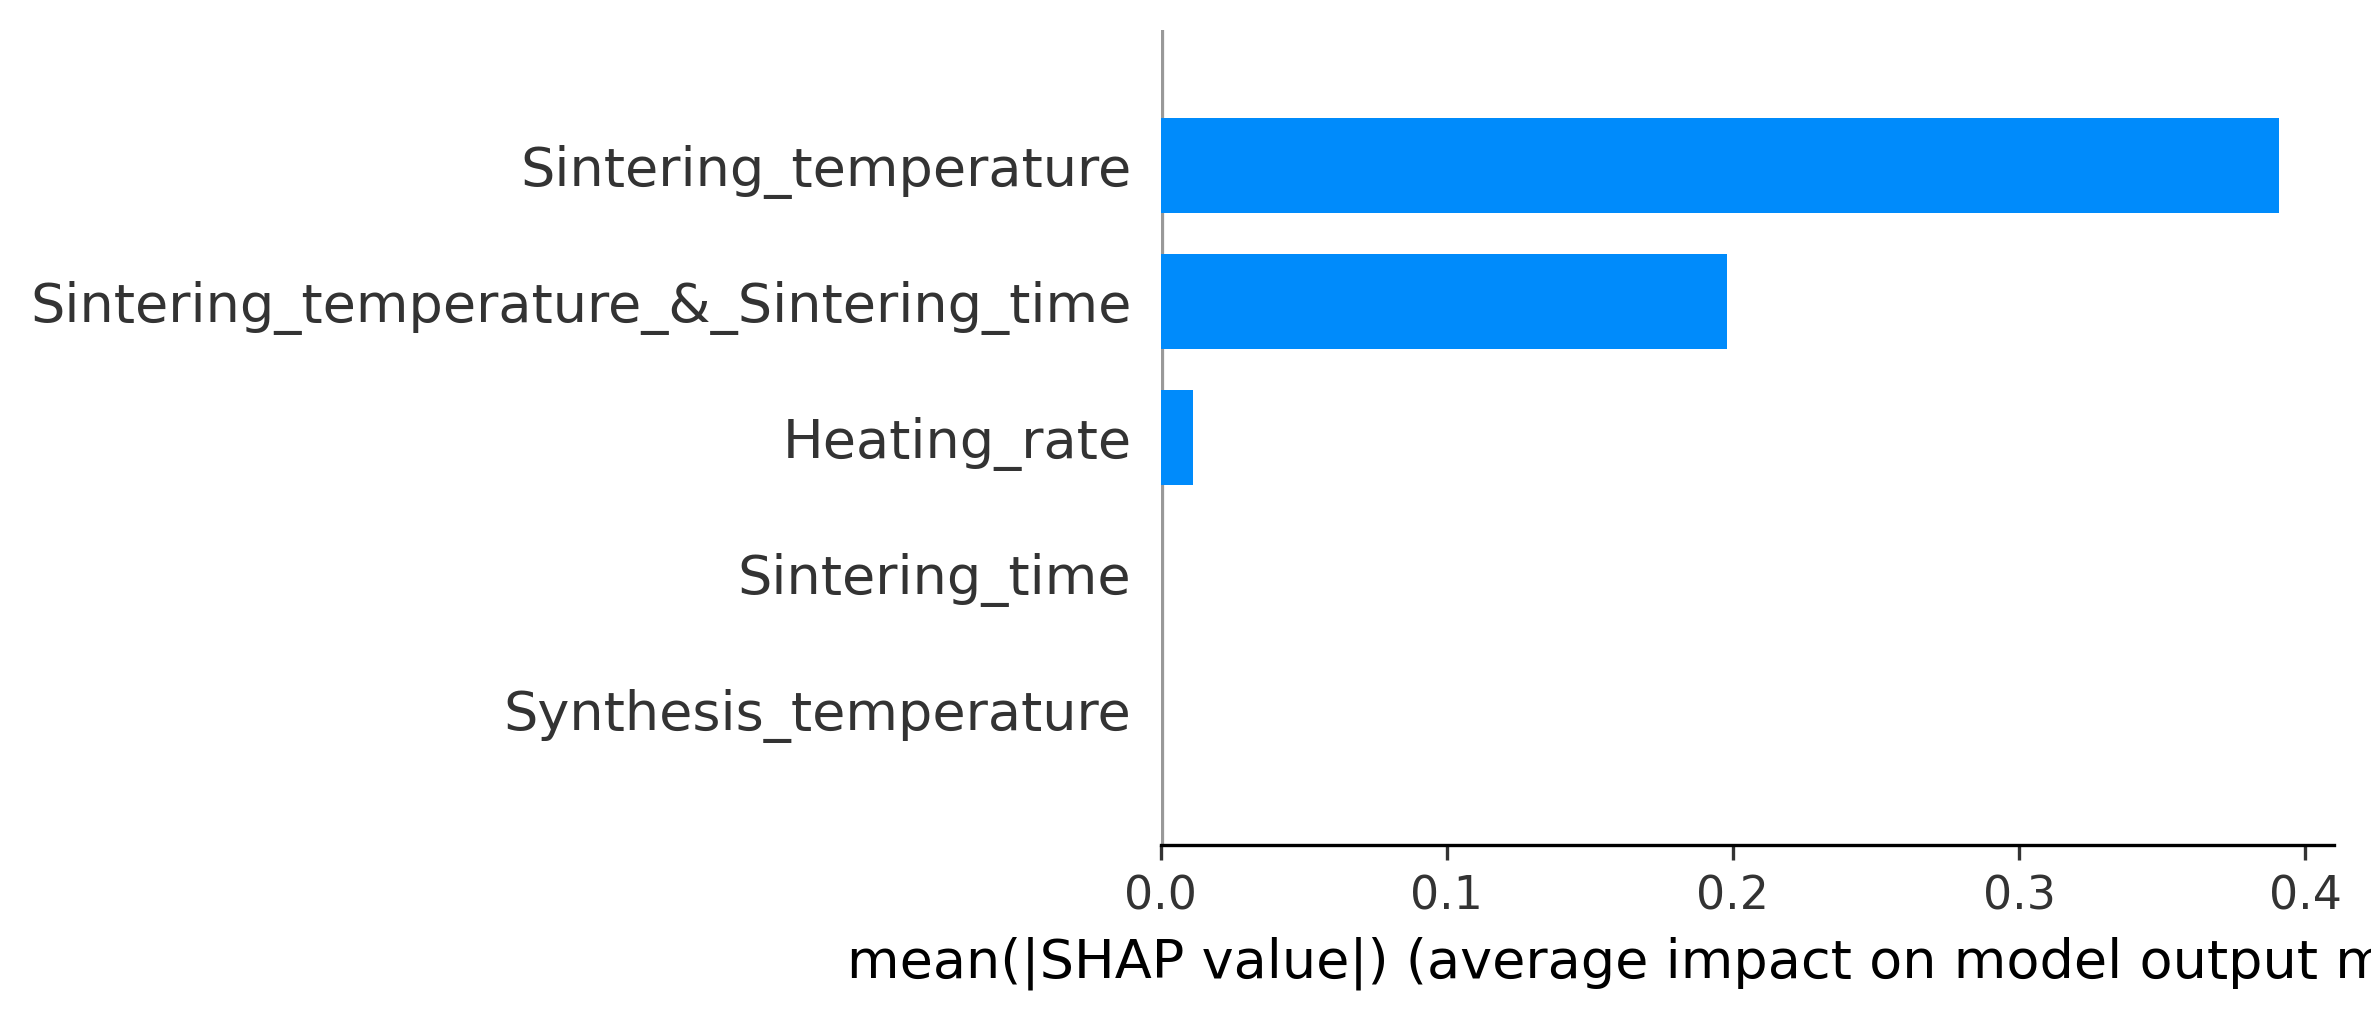 Sintering_temperature
Sintering_temperature_&_Sintering_time
Heating_rate
Sintering_time
Synthesis_temperature
0.0 0.1 0.2 0.3 0.4
mean(|SHAP value|) (average impact on model output